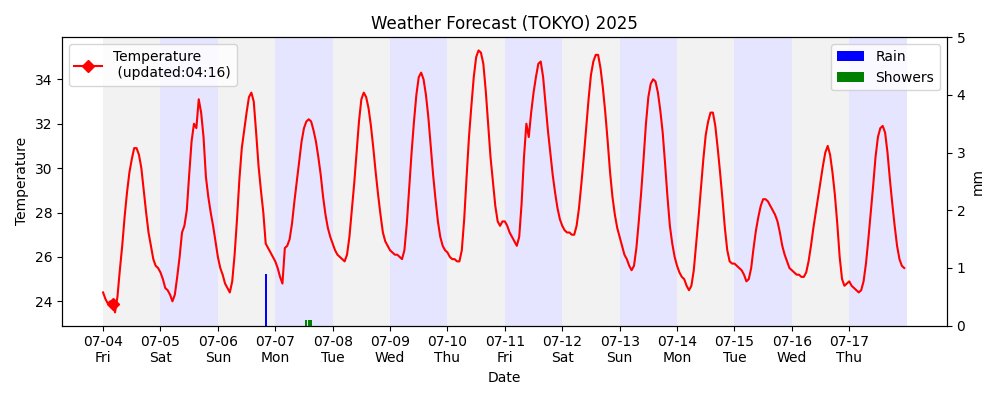 Weather Forecast (TOKYO) 2025
Temperature
(updated:04:16)
Rain
Showers
Temperature
34
32
30
28
26
24
5
4
3
2
1
0
mm
07-04 07-05 07-06 07-07 07-08 07-09 07-10 07-11 07-12 07-13 07-14 07-15 07-16 07-17
Fri Sat Sun Mon Tue Wed Thu Fri Sat Sun Mon Tue Wed Thu
Date